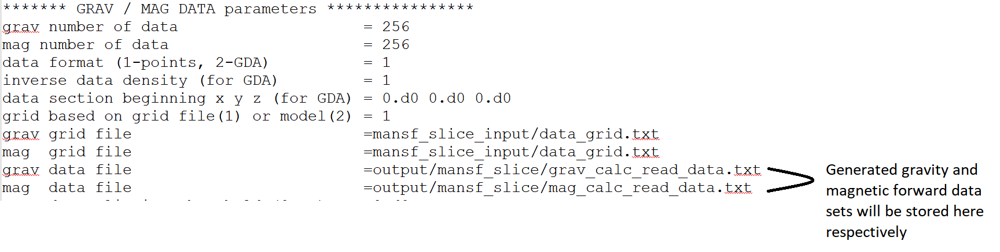 ******* GRAV / MAG DATA parameters ****************
grav number of data = 256
mag number of data = 256
data format (1-points, 2-GDA) = 1
inverse data density (for GDA) = 1
data section beginning x y z (for GDA) = 0.d0 0.d0 0.d0
grid based on grid file(1) or model(2) = 1
grav grid file =mansf_slice_input/data_grid.txt
mag grid file =mansf_slice_input/data_grid.txt
grav data file =output/mansf_slice/grav_calc_read_data.txt
mag data file =output/mansf_slice/mag_calc_read_data.txt
Generated gravity and
magnetic forward data
sets will be stored here
respectively